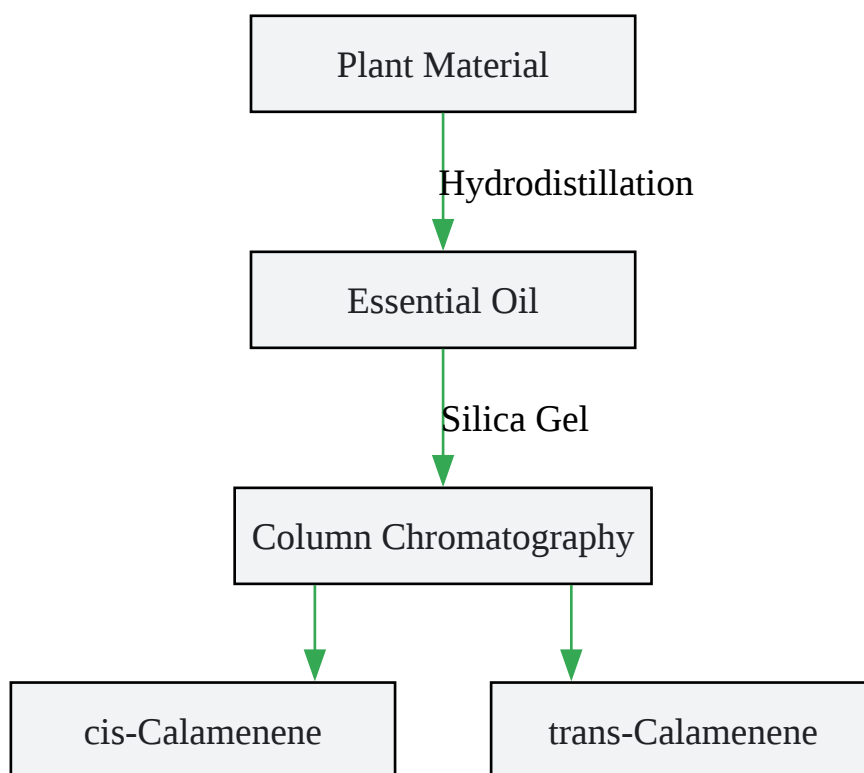 Plant Material
Hydrodistillation
Essential Oil
Silica Gel
Column Chromatography
cis-Calamenene
trans-Calamenene